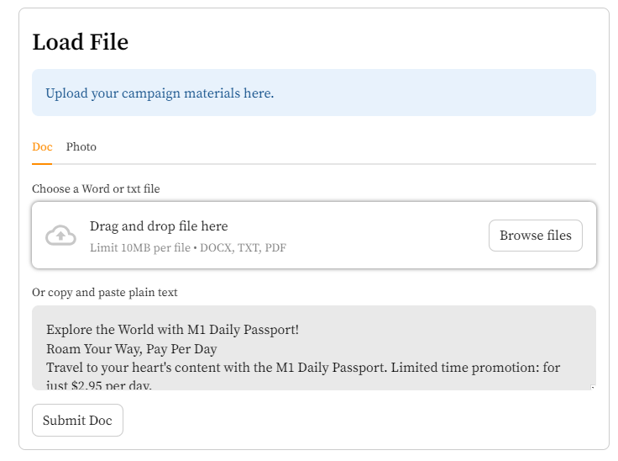 Load File
Upload your campaign materials here.
Doc Photo
Choose a Word or txt file
Drag and drop file here
Limit 10MB per file • DOCX, TXT, PDF
Browse files
Or copy and paste plain text
Explore the World with M1 Daily Passport!
Roam Your Way, Pay Per Day
Travel to your heart's content with the M1 Daily Passport. Limited time promotion: for
just $2.95 per day.
Submit Doc